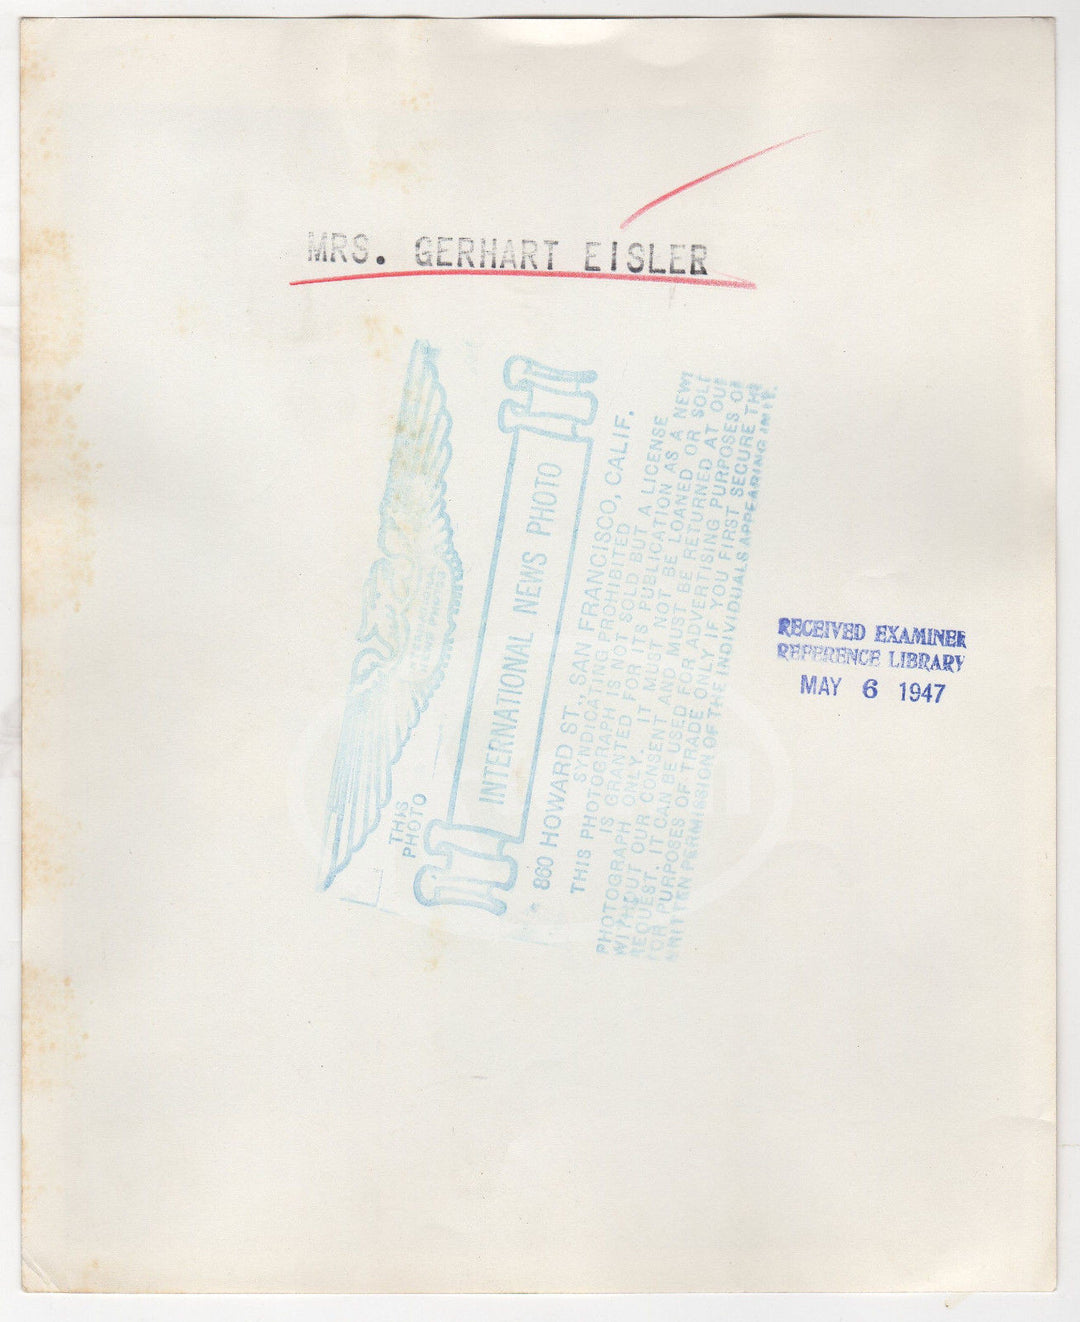 MRS. GERHART EISLER
THIS
PHOTO
INTERNATIONAL NEWS PHOTO
860 HOWARD ST., SAN FRANCISCO, CALIF.
SYNDICATING PROHIBITED
THIS PHOTOGRAPH IS NOT SOLD BUT A LICENSE
IS GRANTED FOR ITS PUBLICATION AS A NEWS
PHOTOGRAPH ONLY. IT MUST NOT BE LOANED OR SOLD
WITHOUT OUR CONSENT AND MUST BE RETURNED AT OUR
REQUEST. IT CAN BE USED FOR ADVERTISING PURPOSES OR
FOR PURPOSES OF TRADE ONLY IF YOU FIRST SECURE THE
WRITTEN PERMISSION OF THE INDIVIDUALS APPEARING IN IT.
RECEIVED EXAMINER
REFERENCE LIBRARY
MAY 6 1947